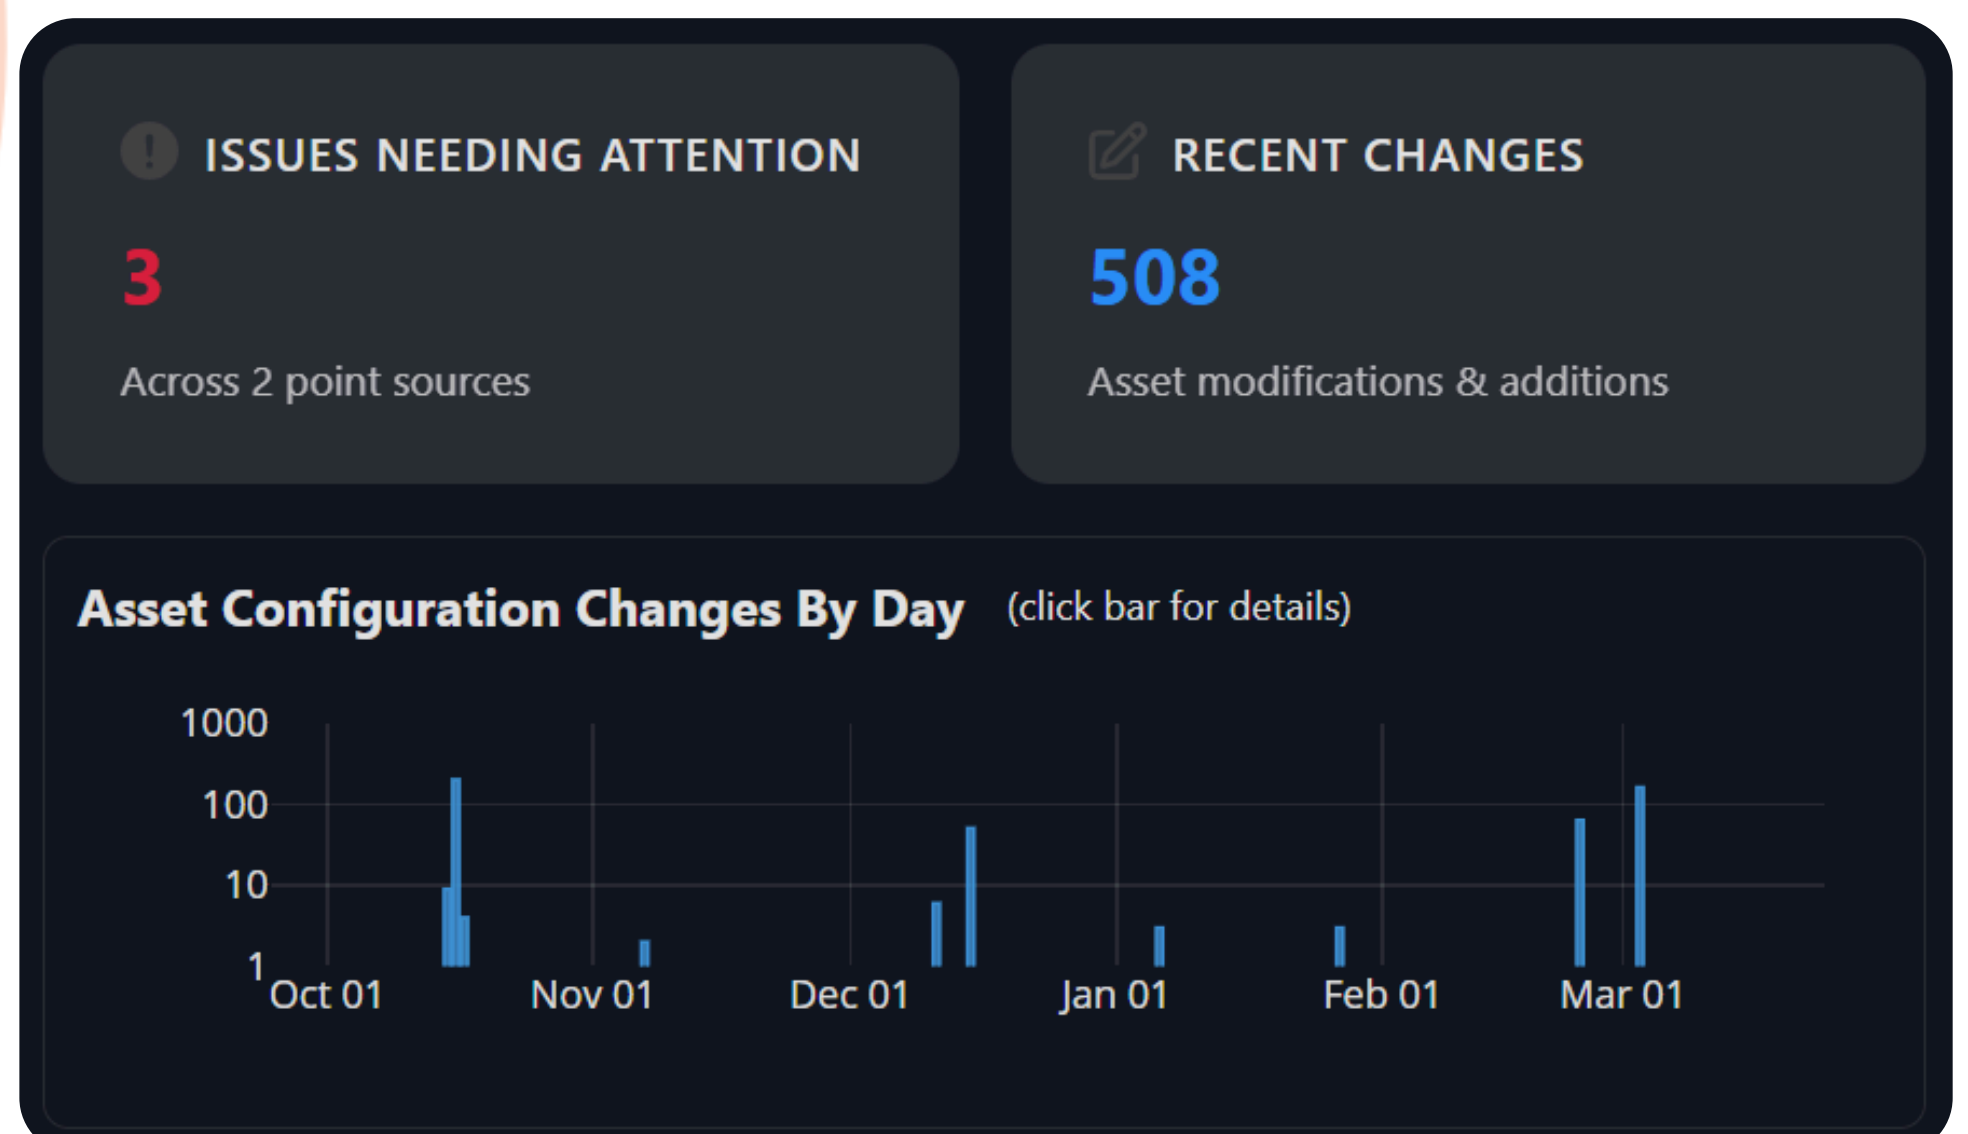 ISSUES NEEDING ATTENTION
3
Across 2 point sources
RECENT CHANGES
508
Asset modifications & additions
Asset Configuration Changes By Day (click bar for details)
1000
100
10
1
Oct 01 Nov 01 Dec 01 Jan 01 Feb 01 Mar 01